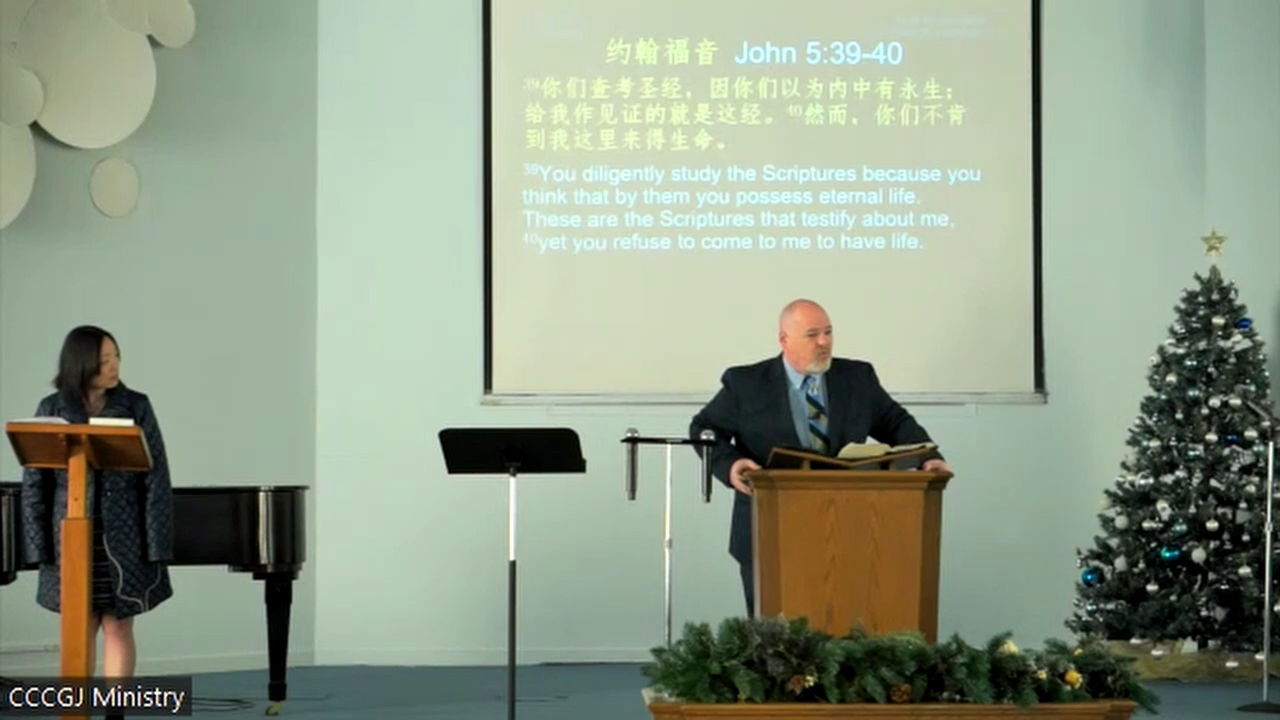 约翰福音 John 5:39-40
39你们查考圣经，因你们以为内中有永生；
给我作见证的就是这经。40然而，你们不肯
到我这里来得生命。
39You diligently study the Scriptures because you
think that by them you possess eternal life.
These are the Scriptures that testify about me,
40yet you refuse to come to me to have life.
CCCGJ Ministry